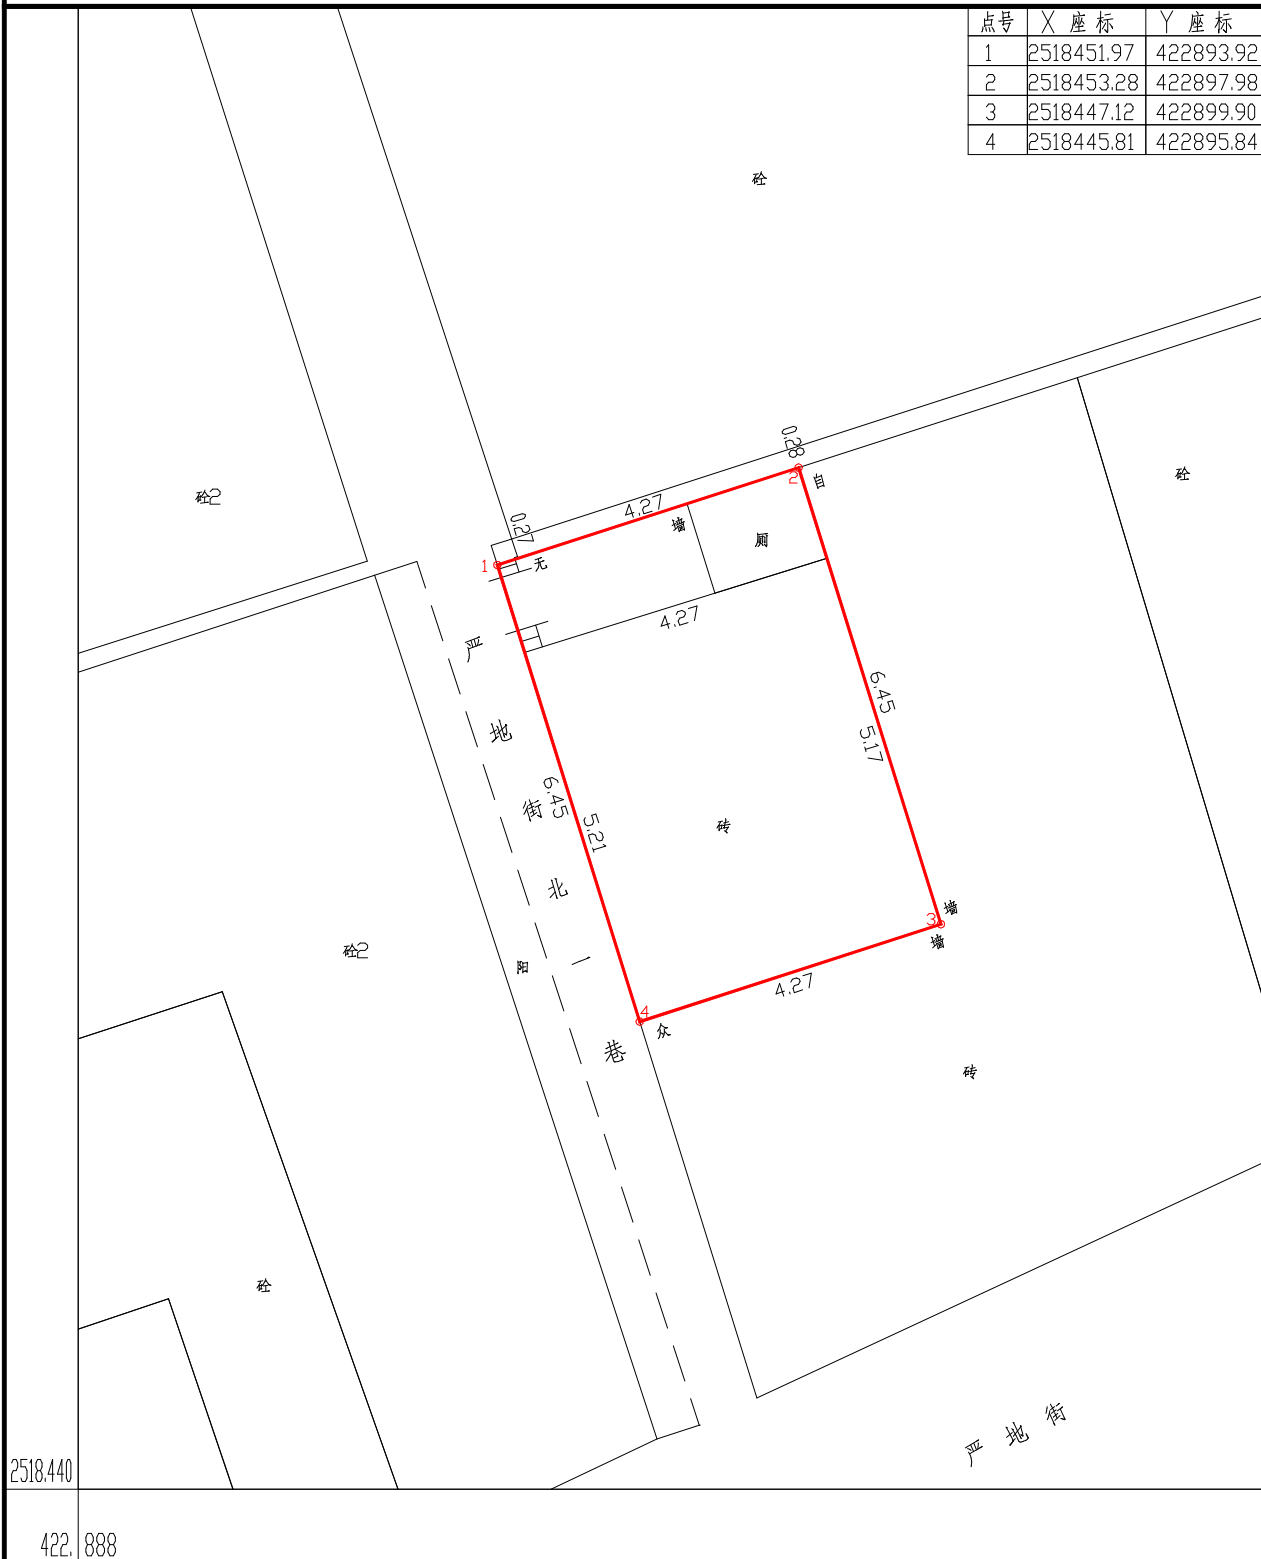 点号 X座标 Y座标
1 2518451.97 422893.92
2 2518453.28 422897.98
3 2518447.12 422899.90
4 2518445.81 422895.84
砼
砼
砼2
0.28
2
自
4.27
墙
厕
0.27
1
无
4.27
严
地
街
北
一
巷
6.45
5.17
6.45
5.21
砖
砼2
阳
3
墙
墙
4.27
4
众
砖
砼
严地街
2518.440
422.888